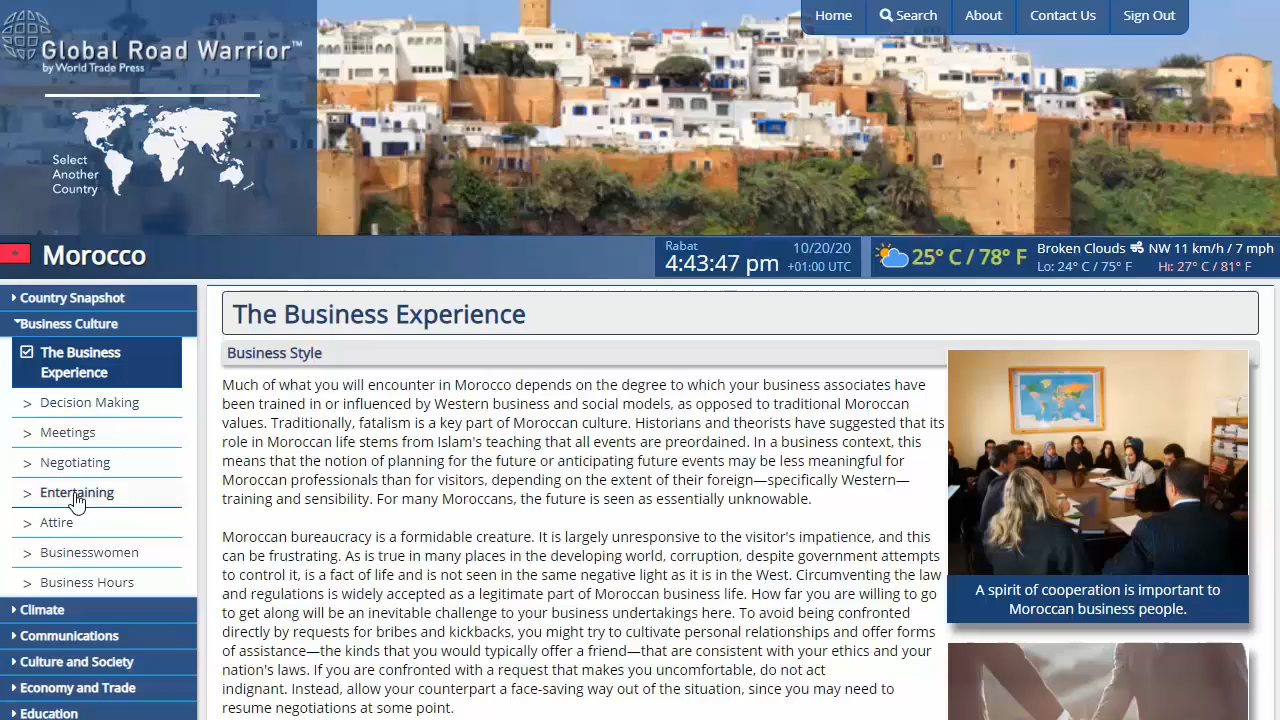 Home
Search
About
Contact Us
Sign Out
Global Road Warrior™
by World Trade Press
Select
Another
Country
Morocco
Rabat
4:43:47 pm
10/20/20
+01:00 UTC
25° C / 78° F
Broken Clouds NW 11 km/h / 7 mph
Lo: 24° C / 75° F Hi: 27° C / 81° F
Country Snapshot
Business Culture
The Business
Experience
> Decision Making
> Meetings
> Negotiating
> Entertaining
> Attire
> Businesswomen
> Business Hours
Climate
Communications
Culture and Society
Economy and Trade
Education
The Business Experience
Business Style
Much of what you will encounter in Morocco depends on the degree to which your business associates have
been trained in or influenced by Western business and social models, as opposed to traditional Moroccan
values. Traditionally, fatalism is a key part of Moroccan culture. Historians and theorists have suggested that its
role in Moroccan life stems from Islam's teaching that all events are preordained. In a business context, this
means that the notion of planning for the future or anticipating future events may be less meaningful for
Moroccan professionals than for visitors, depending on the extent of their foreign—specifically Western—
training and sensibility. For many Moroccans, the future is seen as essentially unknowable.
Moroccan bureaucracy is a formidable creature. It is largely unresponsive to the visitor's impatience, and this
can be frustrating. As is true in many places in the developing world, corruption, despite government attempts
to control it, is a fact of life and is not seen in the same negative light as it is in the West. Circumventing the law
and regulations is widely accepted as a legitimate part of Moroccan business life. How far you are willing to go
to get along will be an inevitable challenge to your business undertakings here. To avoid being confronted
directly by requests for bribes and kickbacks, you might try to cultivate personal relationships and offer forms
of assistance—the kinds that you would typically offer a friend—that are consistent with your ethics and your
nation's laws. If you are confronted with a request that makes you uncomfortable, do not act
indignant. Instead, allow your counterpart a face-saving way out of the situation, since you may need to
resume negotiations at some point.
A spirit of cooperation is important to
Moroccan business people.